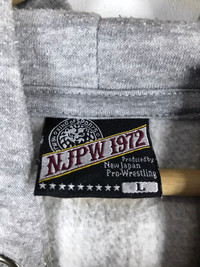 NJPW 1972
Produced by
New Japan
Pro-Wrestling
L